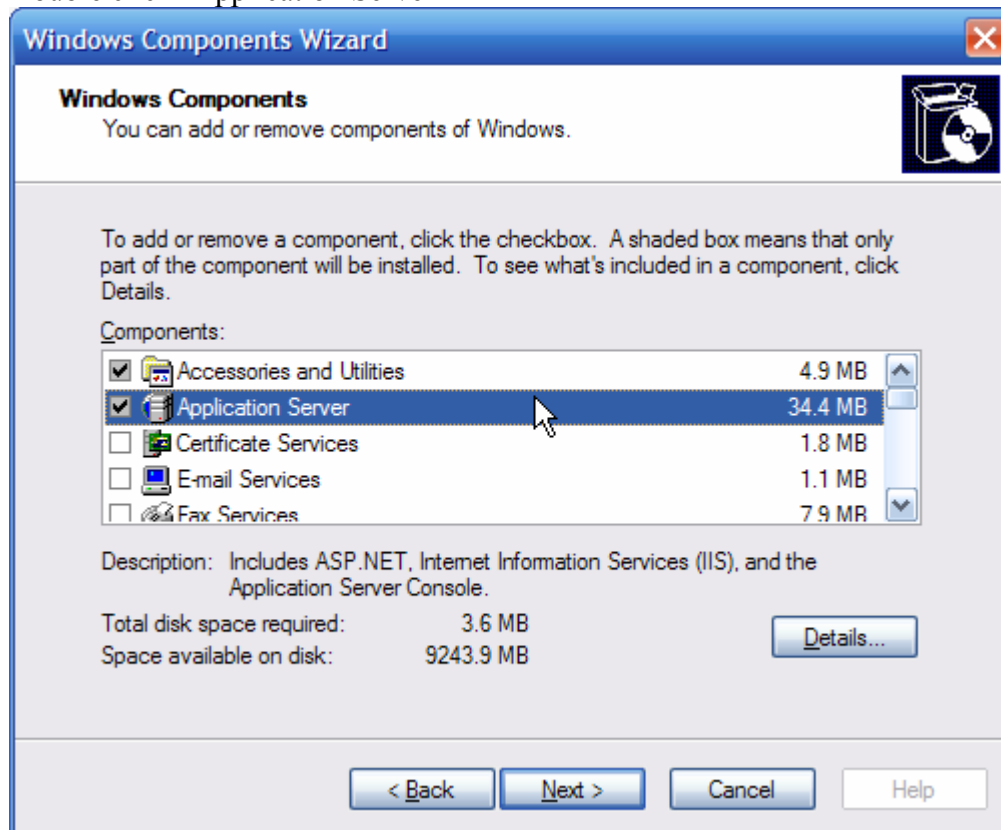 Windows Components Wizard
Windows Components
You can add or remove components of Windows.
To add or remove a component, click the checkbox. A shaded box means that only
part of the component will be installed. To see what's included in a component, click
Details.
Components:
Accessories and Utilities 4.9 MB
Application Server 34.4 MB
Certificate Services 1.8 MB
E-mail Services 1.1 MB
Fax Services 7.9 MB
Description: Includes ASP.NET, Internet Information Services (IIS), and the
Application Server Console.
Total disk space required: 3.6 MB
Space available on disk: 9243.9 MB
Details...
< Back Next > Cancel Help